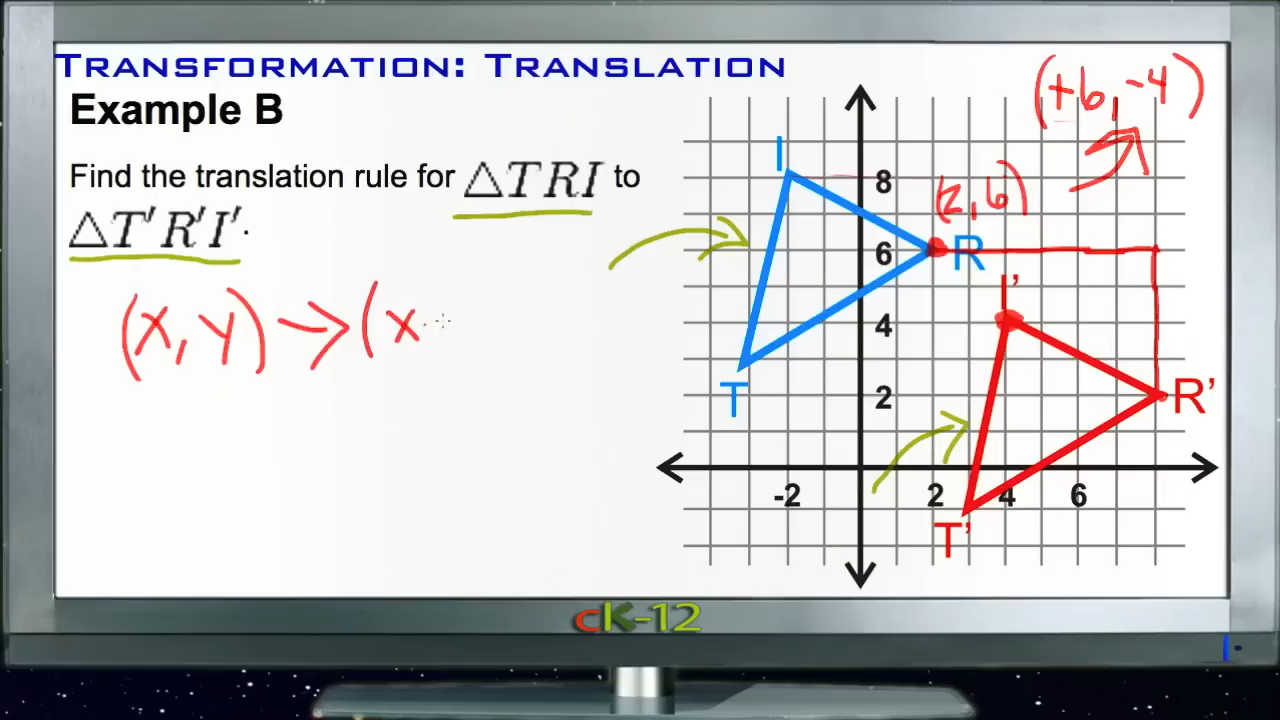 TRANSFORMATION: TRANSLATION
Example B
Find the translation rule for △TRI to
△T'R'I'.
(x, y) → (x
(+6, -4)
I
8
(2, 6)
6
R
I'
4
T
2
R'
-2
2
4
6
T'
cK-12